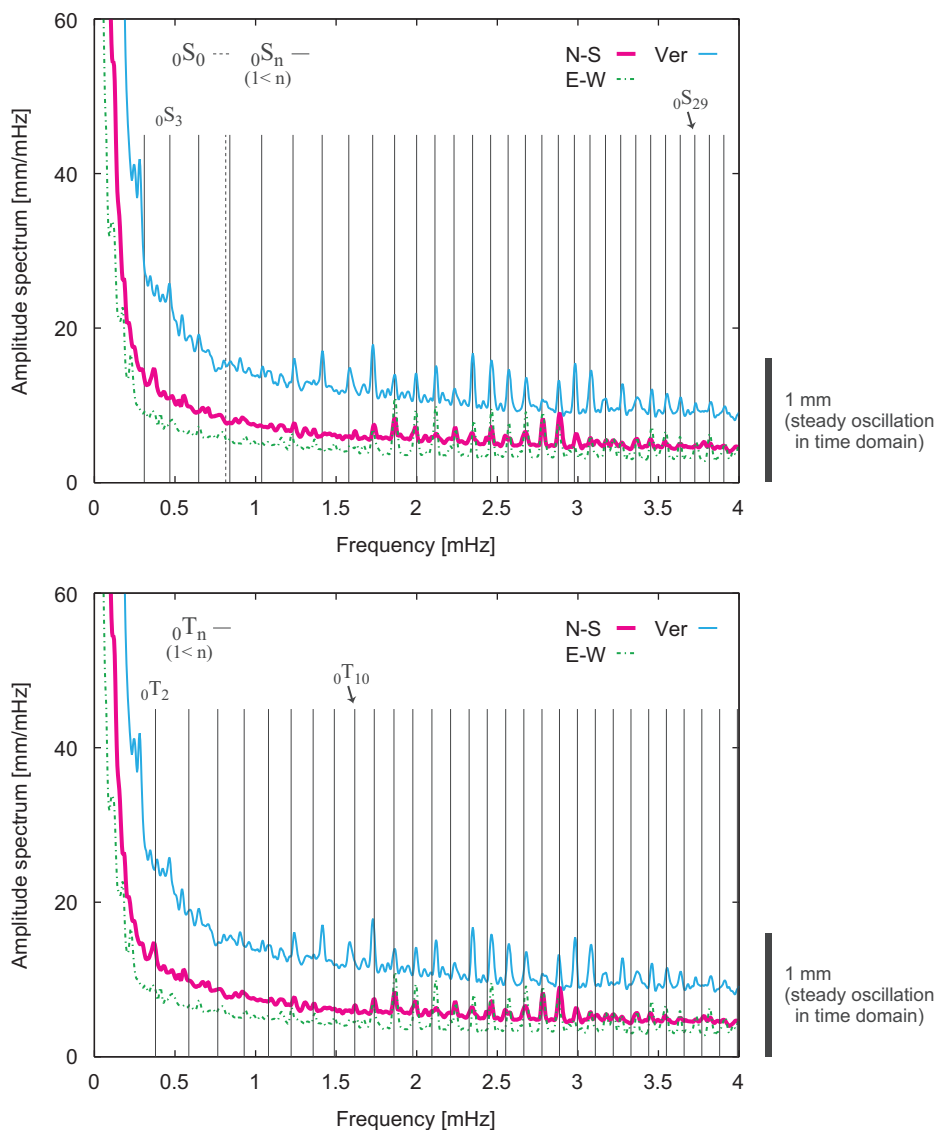 60
40
20
0
Amplitude spectrum [mm/mHz]
₀S₀ ₀Sₙ
(1< n)
N-S Ver
E-W
₀S₃
₀S₂₉
1 mm
(steady oscillation
in time domain)
0 0.5 1 1.5 2 2.5 3 3.5 4
Frequency [mHz]
60
40
20
0
Amplitude spectrum [mm/mHz]
₀Tₙ
(1< n)
N-S Ver
E-W
₀T₂
₀T₁₀
1 mm
(steady oscillation
in time domain)
0 0.5 1 1.5 2 2.5 3 3.5 4
Frequency [mHz]